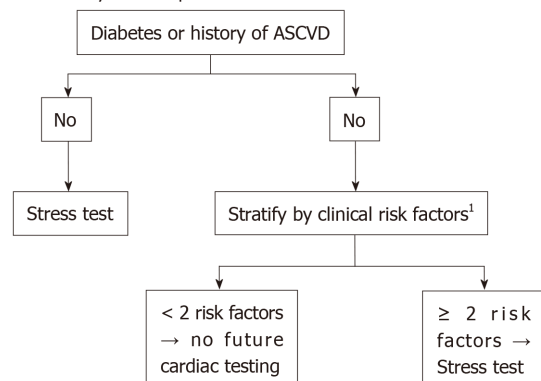 Diabetes or history of ASCVD
No
No
Stress test
Stratify by clinical risk factors¹
< 2 risk factors
→ no future
cardiac testing
≥ 2 risk
factors →
Stress test